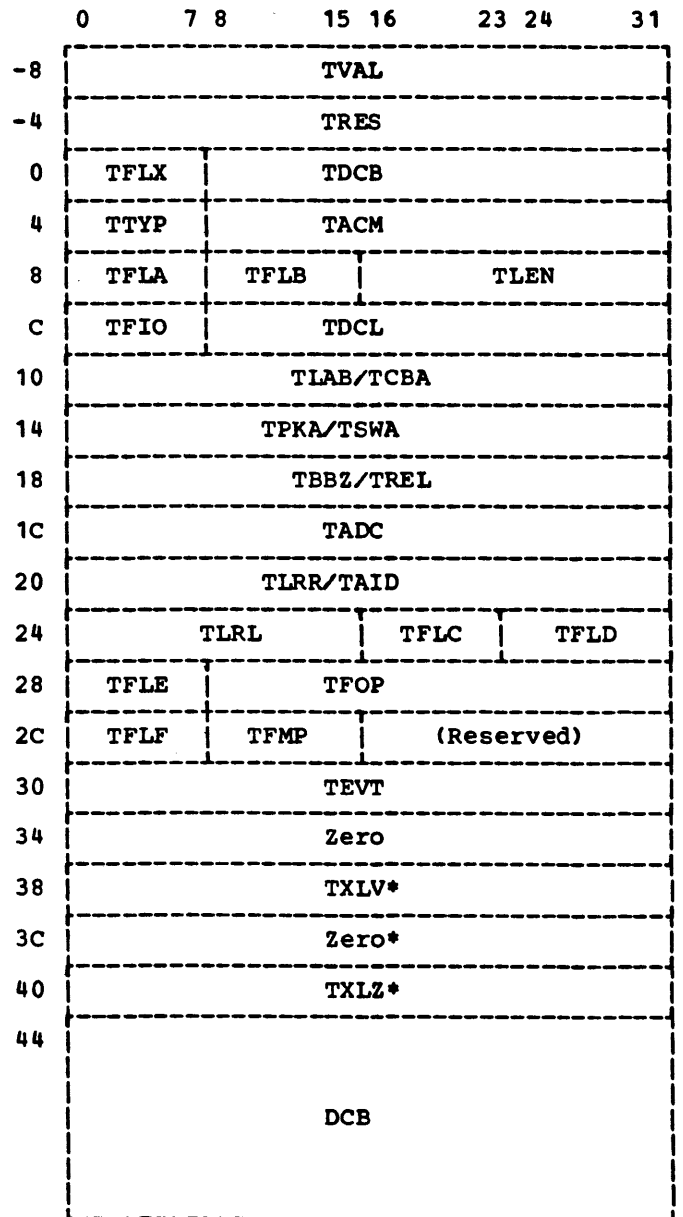 0 7 8 15 16 23 24 31
-8 TVAL
-4 TRES
0 TFLX TDCB
4 TTYP TACM
8 TFLA TFLB TLEN
C TFIO TDCL
10 TLAB/TCBA
14 TPKA/TSWA
18 TBBZ/TREL
1C TADC
20 TLRR/TAID
24 TLRL TFLC TFLD
28 TFLE TFOP
2C TFLF TFMP (Reserved)
30 TEVT
34 Zero
38 TXLV*
3C Zero*
40 TXLZ*
44
DCB